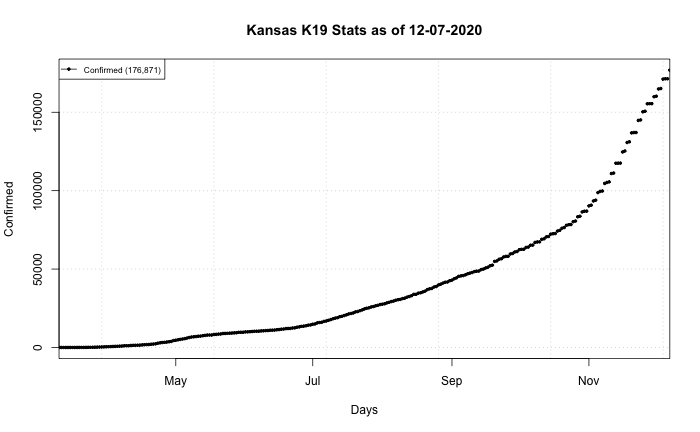 Kansas K19 Stats as of 12-07-2020
Confirmed (176,871)
Confirmed
150000
100000
50000
0
May
Jul
Sep
Nov
Days